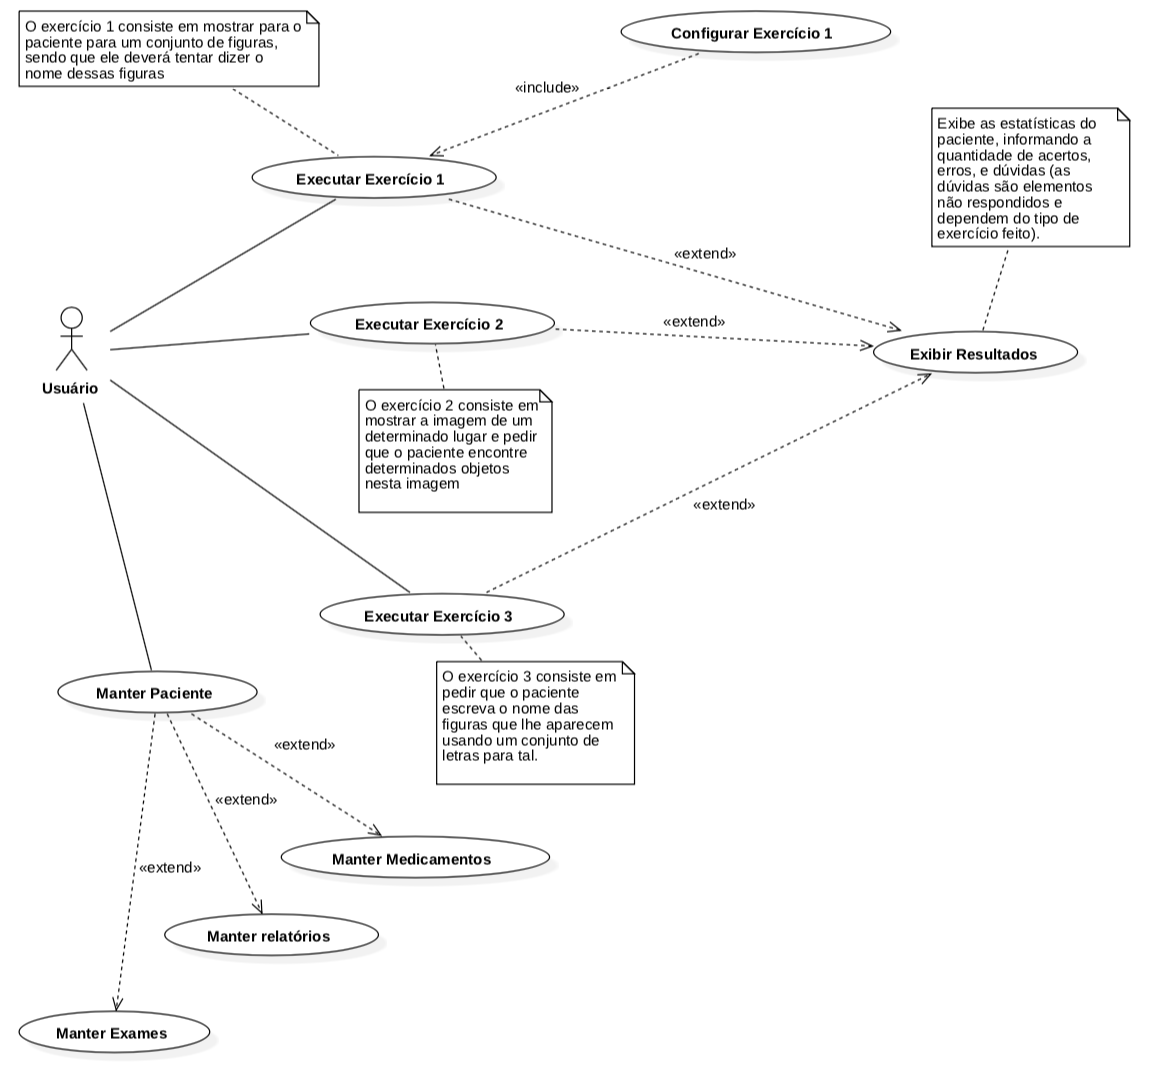 O exercício 1 consiste em mostrar para o
paciente para um conjunto de figuras,
sendo que ele deverá tentar dizer o
nome dessas figuras
Configurar Exercício 1
«include»
Exibe as estatísticas do
paciente, informando a
quantidade de acertos,
erros, e dúvidas (as
dúvidas são elementos
não respondidos e
dependem do tipo de
exercício feito).
Executar Exercício 1
«extend»
Executar Exercício 2
«extend»
Exibir Resultados
Usuário
O exercício 2 consiste em
mostrar a imagem de um
determinado lugar e pedir
que o paciente encontre
determinados objetos
nesta imagem
«extend»
Executar Exercício 3
O exercício 3 consiste em
pedir que o paciente
escreva o nome das
figuras que lhe aparecem
usando um conjunto de
letras para tal.
Manter Paciente
«extend»
«extend»
«extend»
Manter Medicamentos
Manter relatórios
Manter Exames